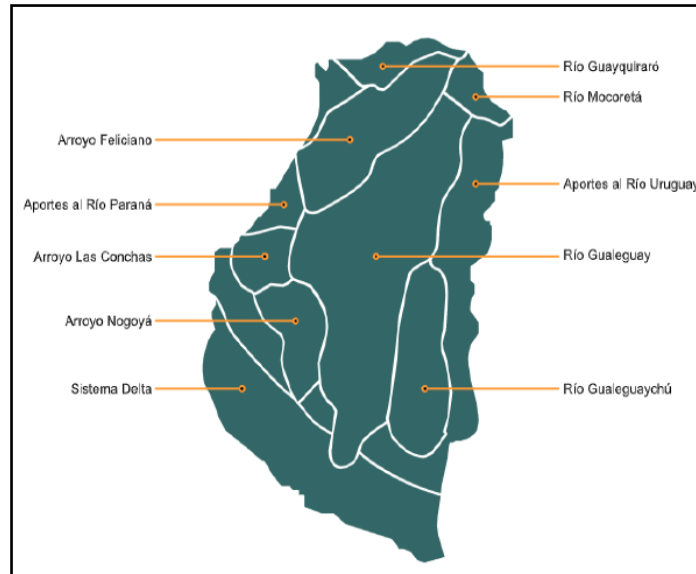 Río Guayquiraró
Río Mocoretá
Arroyo Feliciano
Aportes al Río Uruguay
Aportes al Río Paraná
Arroyo Las Conchas
Río Gualeguay
Arroyo Nogoyá
Sistema Delta
Río Gualeguaychú